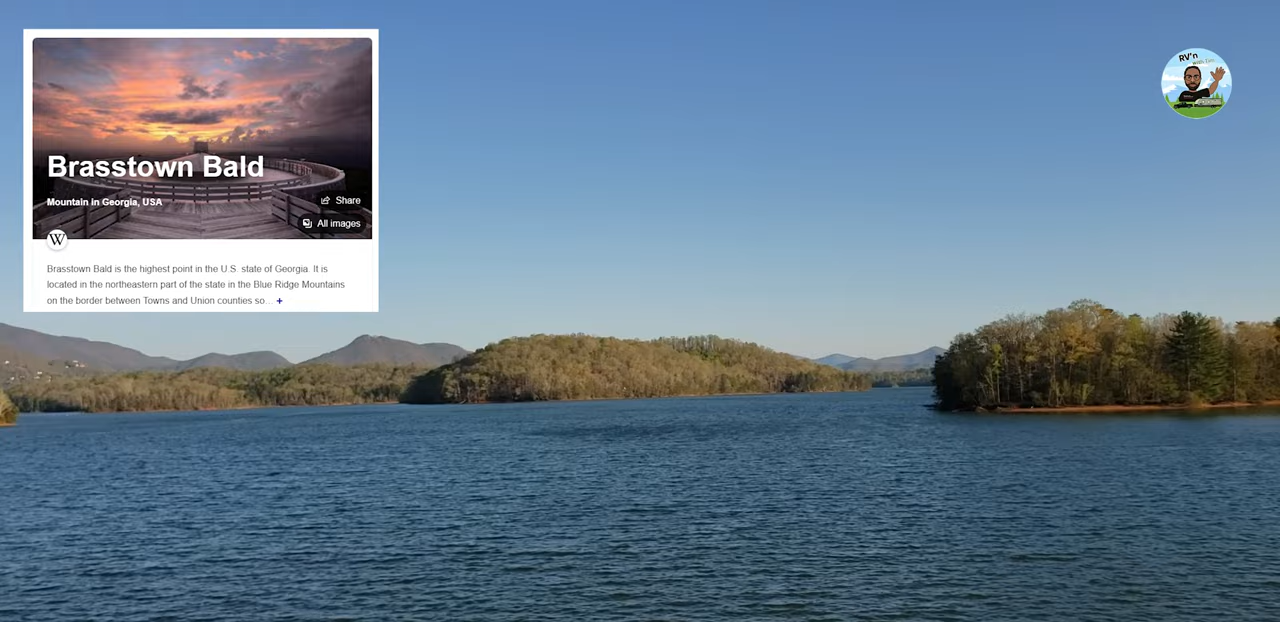 Brasstown Bald
Mountain in Georgia, USA
Share
All images
W
Brasstown Bald is the highest point in the U.S. state of Georgia. It is
located in the northeastern part of the state in the Blue Ridge Mountains
on the border between Towns and Union counties so... +
RV'n
with Tim